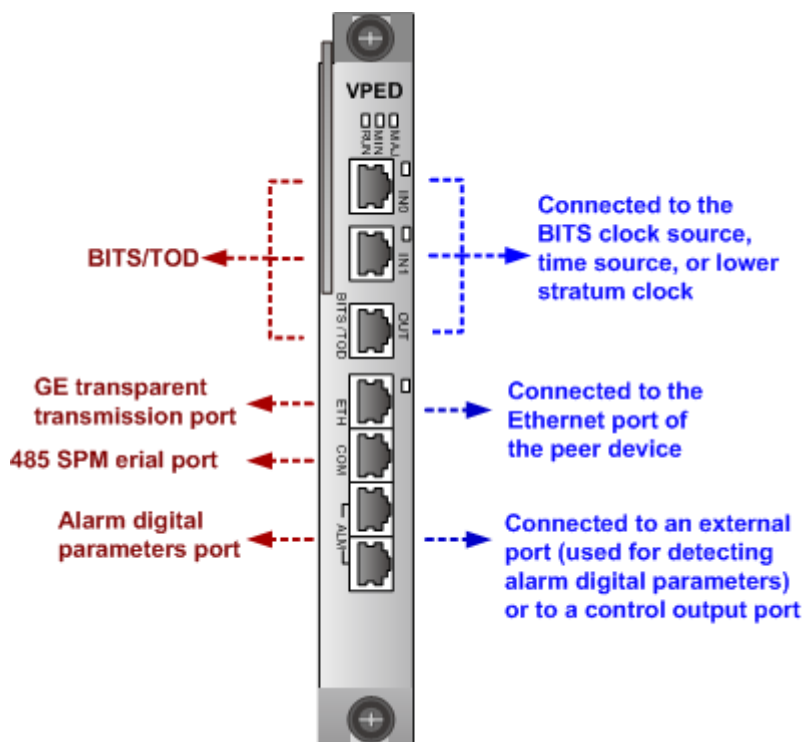 VPED
RUN
MIN
MAJ
IN0
IN1
OUT
BITS/TOD
ETH
COM
ALM
BITS/TOD
GE transparent
transmission port
485 SPM erial port
Alarm digital
parameters port
Connected to the
BITS clock source,
time source, or lower
stratum clock
Connected to the
Ethernet port of
the peer device
Connected to an external
port (used for detecting
alarm digital parameters)
or to a control output port